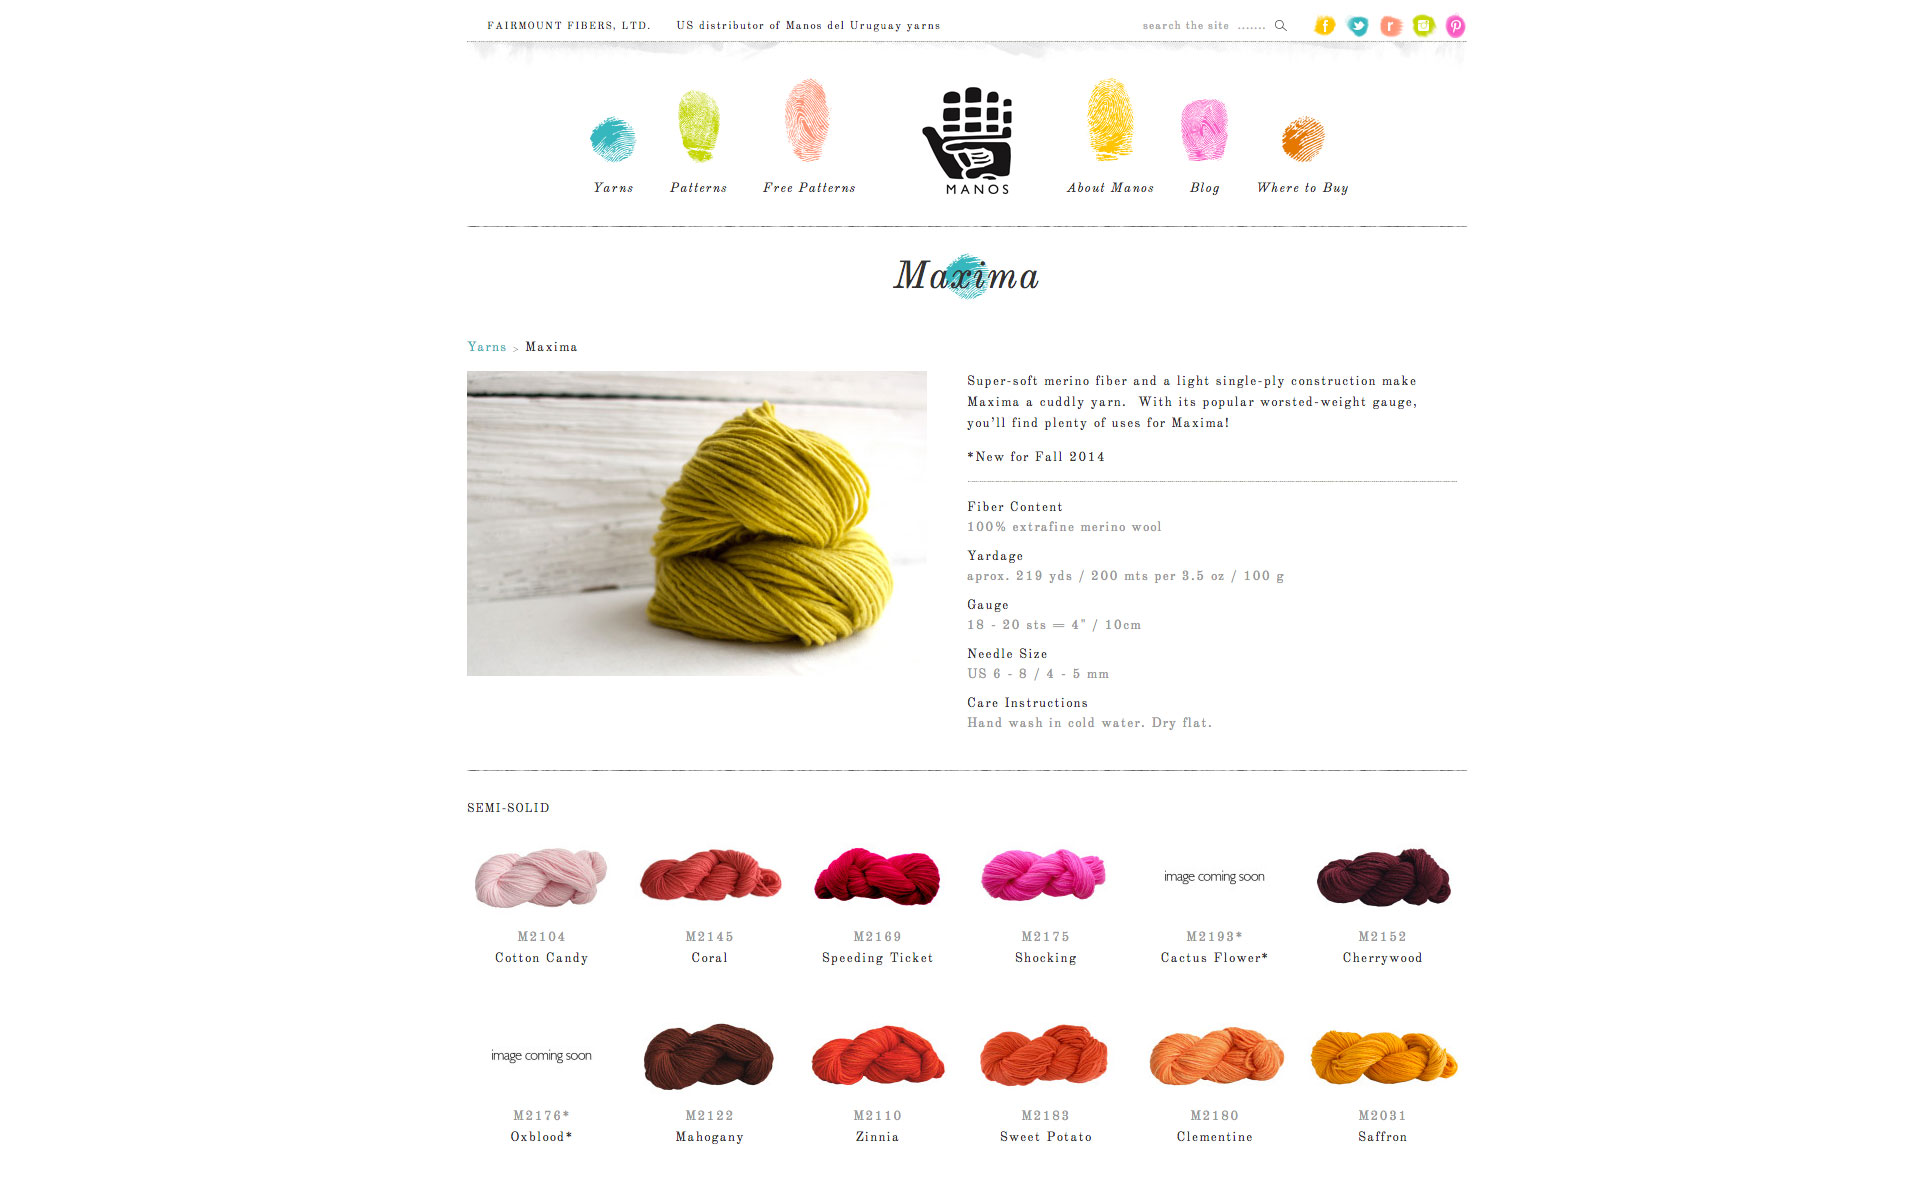 FAIRMOUNT FIBERS, LTD. US distributor of Manos del Uruguay yarns search the site .......
MANOS
Yarns Patterns Free Patterns About Manos Blog Where to Buy
Maxima
Yarns > Maxima
Super-soft merino fiber and a light single-ply construction make
Maxima a cuddly yarn. With its popular worsted-weight gauge,
you'll find plenty of uses for Maxima!
*New for Fall 2014
Fiber Content
100% extrafine merino wool
Yardage
aprox. 219 yds / 200 mts per 3.5 oz / 100 g
Gauge
18 - 20 sts = 4" / 10cm
Needle Size
US 6 - 8 / 4 - 5 mm
Care Instructions
Hand wash in cold water. Dry flat.
SEMI-SOLID
image coming soon
M2104 M2145 M2169 M2175 M2193* M2152
Cotton Candy Coral Speeding Ticket Shocking Cactus Flower* Cherrywood
image coming soon
M2176* M2122 M2110 M2183 M2180 M2031
Oxblood* Mahogany Zinnia Sweet Potato Clementine Saffron